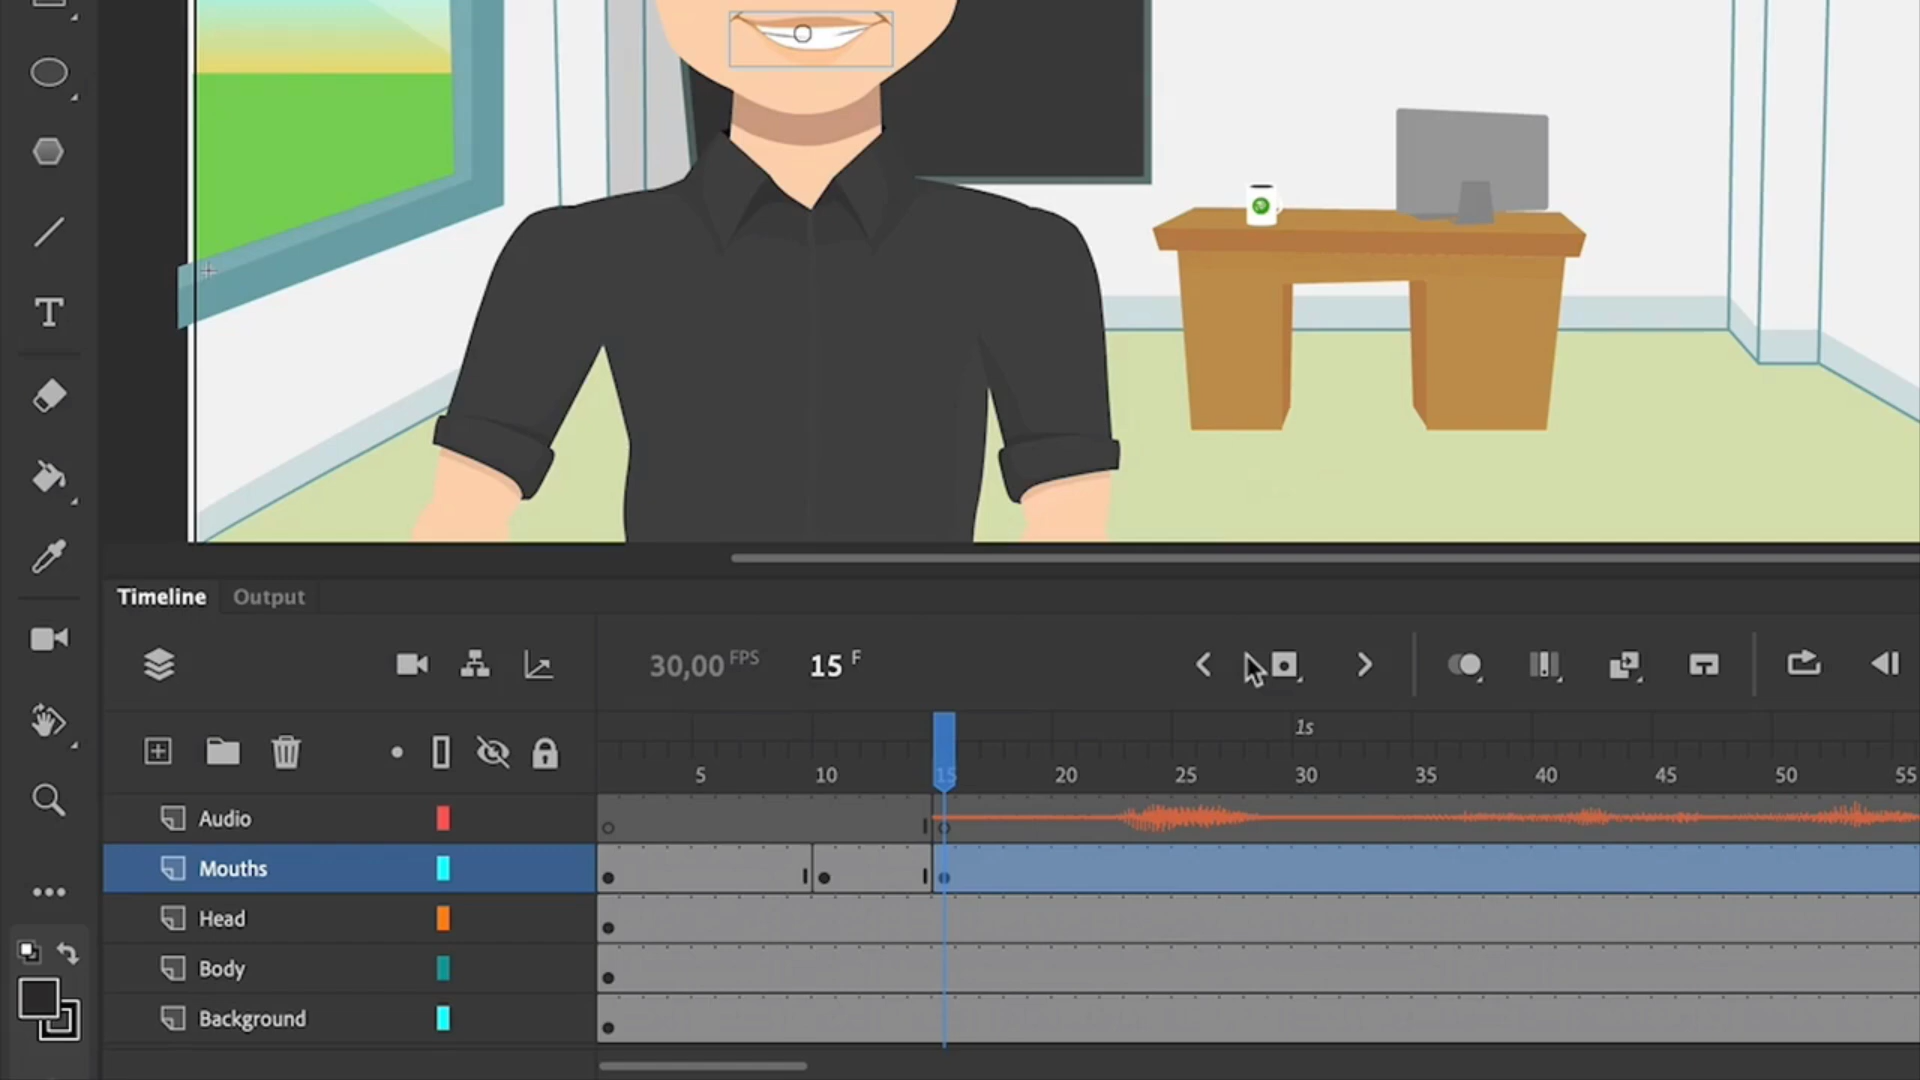 T
Timeline Output
30,00 FPS 15 F
1s
5 10 15 20 25 30 35 40 45 50 55
Audio
Mouths
Head
Body
Background